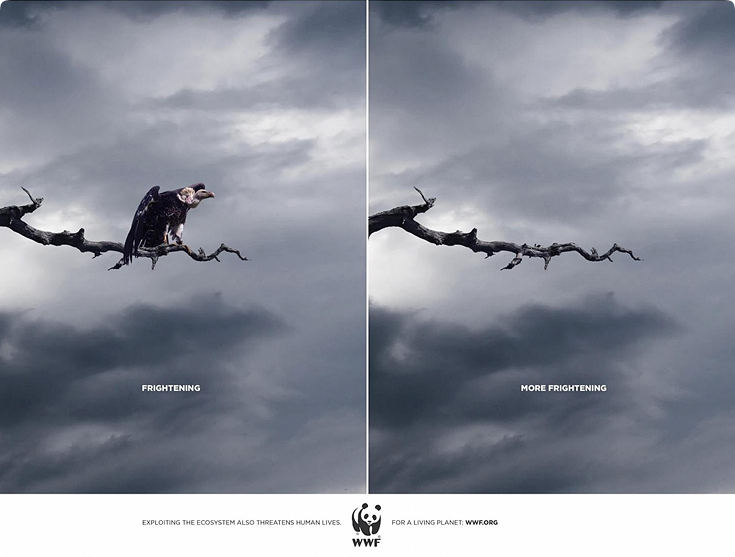 FRIGHTENING
MORE FRIGHTENING
EXPLOITING THE ECOSYSTEM ALSO THREATENS HUMAN LIVES.
WWF
FOR A LIVING PLANET: WWF.ORG